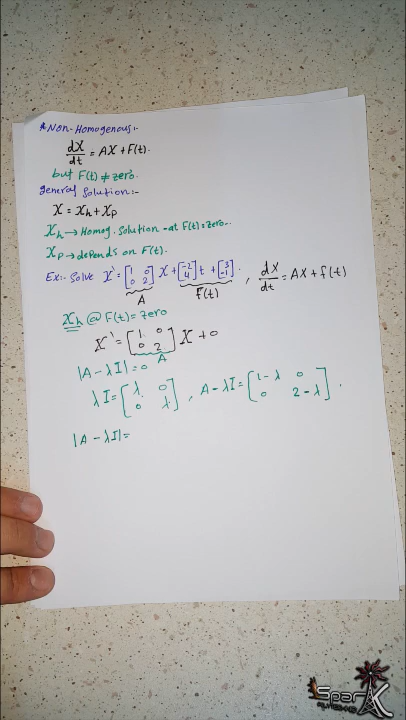 * Non-Homogenous:-
dX/dt = AX + F(t).
but F(t) ≠ zero.
general solution:-
X = Xh + Xp
Xh → Homog. solution at F(t) = zero..
Xp → depends on F(t).
Ex:- Solve X` = [1 0; 0 2] X + [-2; 4] t + [3; -1] , dX/dt = AX + f(t)
A F(t)
Xh @ F(t) = zero
X` = [1 0; 0 2] X + 0
A
|A - λI| = 0
λI = [λ 0; 0 λ] , A - λI = [1-λ 0; 0 2-λ] .
|A - λI| =
Spark